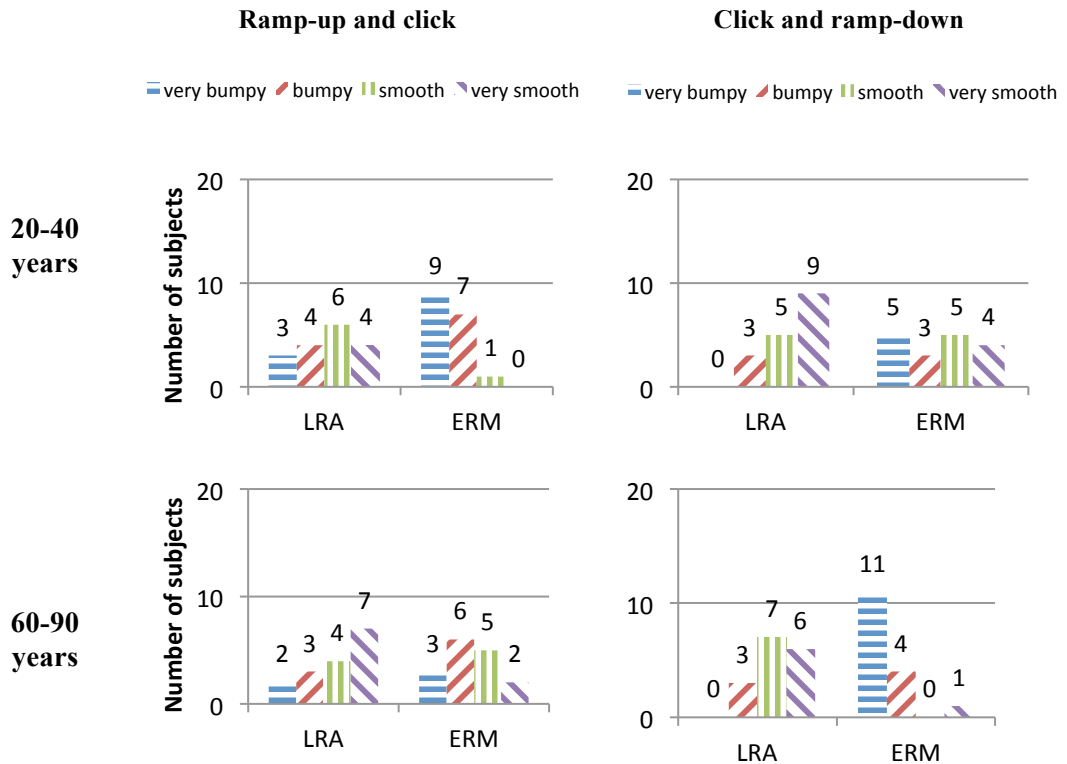 Ramp-up and click
Click and ramp-down
very bumpy bumpy smooth very smooth
very bumpy bumpy smooth very smooth
20-40
years
Number of subjects
20
10
0
3 4 6 4 9 7 1 0
LRA ERM
20
10
0
0 3 5 9 5 3 5 4
LRA ERM
60-90
years
Number of subjects
20
10
0
2 3 4 7 3 6 5 2
LRA ERM
20
10
0
0 3 7 6 11 4 0 1
LRA ERM